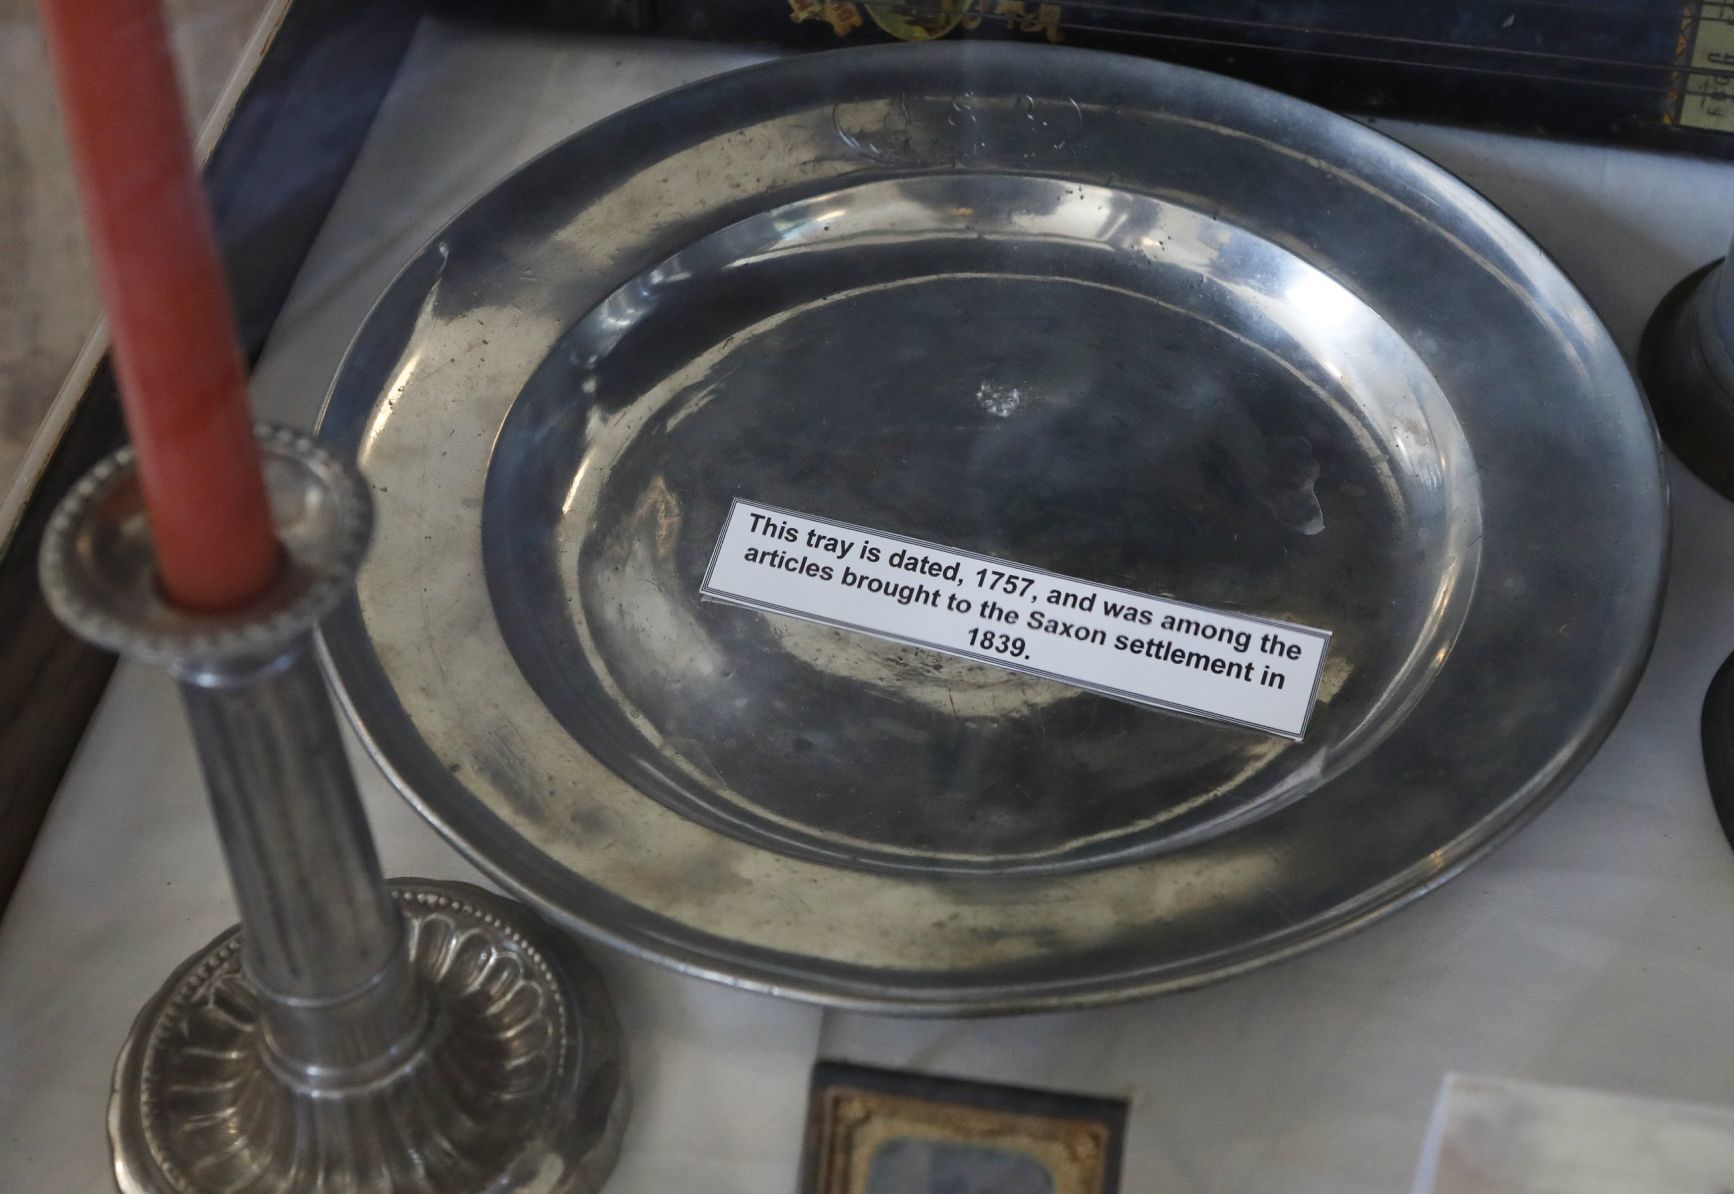 A S R
This tray is dated, 1757, and was among the
articles brought to the Saxon settlement in
1839.